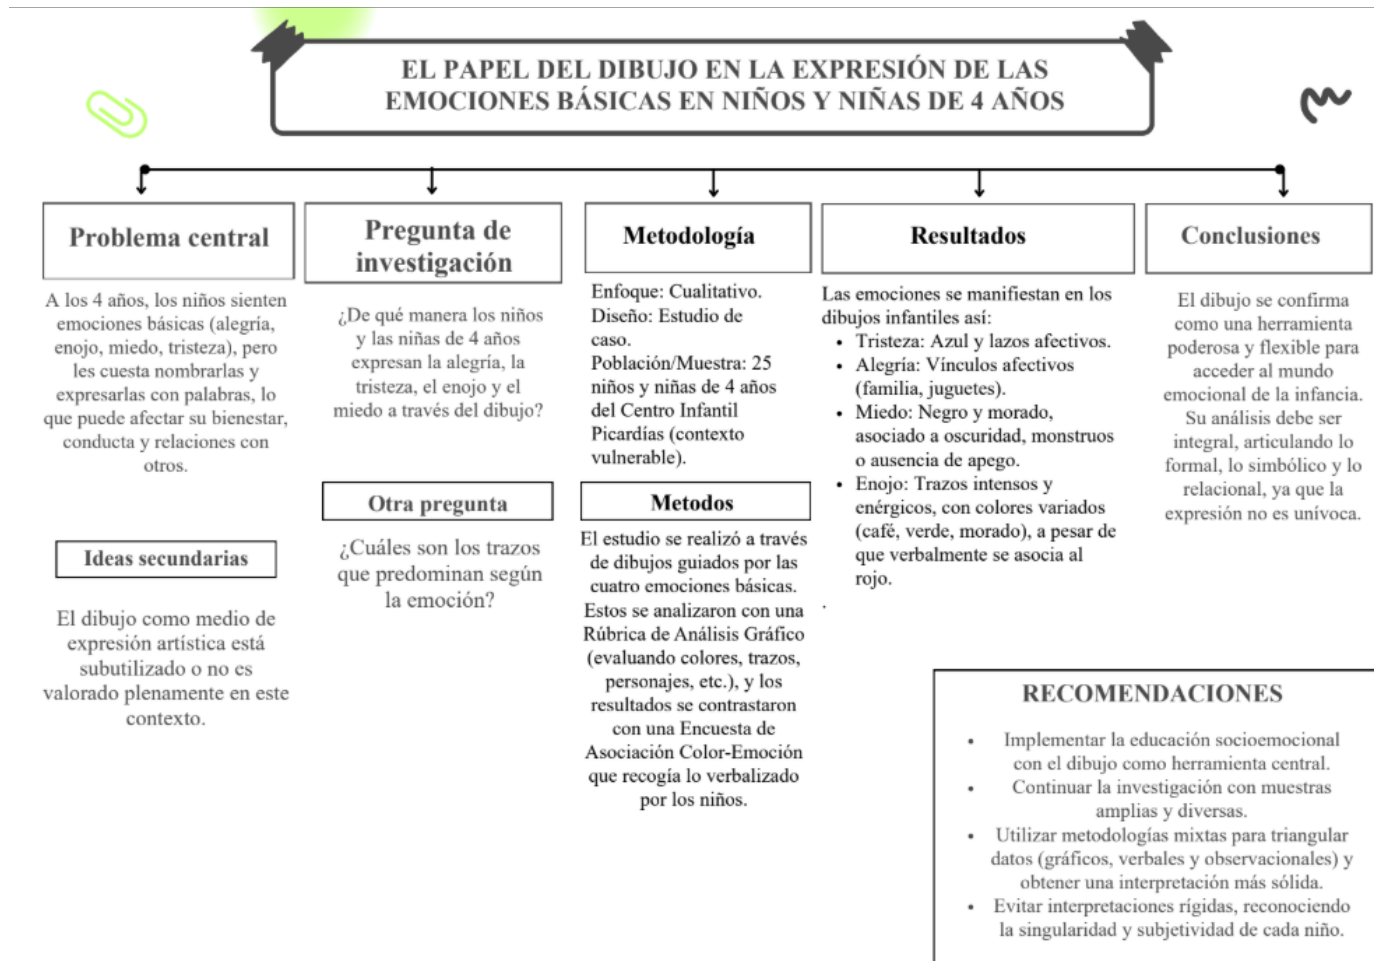 EL PAPEL DEL DIBUJO EN LA EXPRESIÓN DE LAS
EMOCIONES BÁSICAS EN NIÑOS Y NIÑAS DE 4 AÑOS
Problema central
A los 4 años, los niños sienten
emociones básicas (alegría,
enojo, miedo, tristeza), pero
les cuesta nombrarlas y
expresarlas con palabras, lo
que puede afectar su bienestar,
conducta y relaciones con
otros.
Ideas secundarias
El dibujo como medio de
expresión artística está
subutilizado o no es
valorado plenamente en este
contexto.
Pregunta de
investigación
¿De qué manera los niños
y las niñas de 4 años
expresan la alegría, la
tristeza, el enojo y el
miedo a través del dibujo?
Otra pregunta
¿Cuáles son los trazos
que predominan según
la emoción?
Metodología
Enfoque: Cualitativo.
Diseño: Estudio de
caso.
Población/Muestra: 25
niños y niñas de 4 años
del Centro Infantil
Picardías (contexto
vulnerable).
Metodos
El estudio se realizó a través
de dibujos guiados por las
cuatro emociones básicas.
Estos se analizaron con una
Rúbrica de Análisis Gráfico
(evaluando colores, trazos,
personajes, etc.), y los
resultados se contrastaron
con una Encuesta de
Asociación Color-Emoción
que recogía lo verbalizado
por los niños.
Resultados
Las emociones se manifiestan en los
dibujos infantiles así:
• Tristeza: Azul y lazos afectivos.
• Alegría: Vínculos afectivos
(familia, juguetes).
• Miedo: Negro y morado,
asociado a oscuridad, monstruos
o ausencia de apego.
• Enojo: Trazos intensos y
enérgicos, con colores variados
(café, verde, morado), a pesar de
que verbalmente se asocia al
rojo.
.
Conclusiones
El dibujo se confirma
como una herramienta
poderosa y flexible para
acceder al mundo
emocional de la infancia.
Su análisis debe ser
integral, articulando lo
formal, lo simbólico y lo
relacional, ya que la
expresión no es unívoca.
RECOMENDACIONES
• Implementar la educación socioemocional
con el dibujo como herramienta central.
• Continuar la investigación con muestras
amplias y diversas.
• Utilizar metodologías mixtas para triangular
datos (gráficos, verbales y observacionales) y
obtener una interpretación más sólida.
• Evitar interpretaciones rígidas, reconociendo
la singularidad y subjetividad de cada niño.